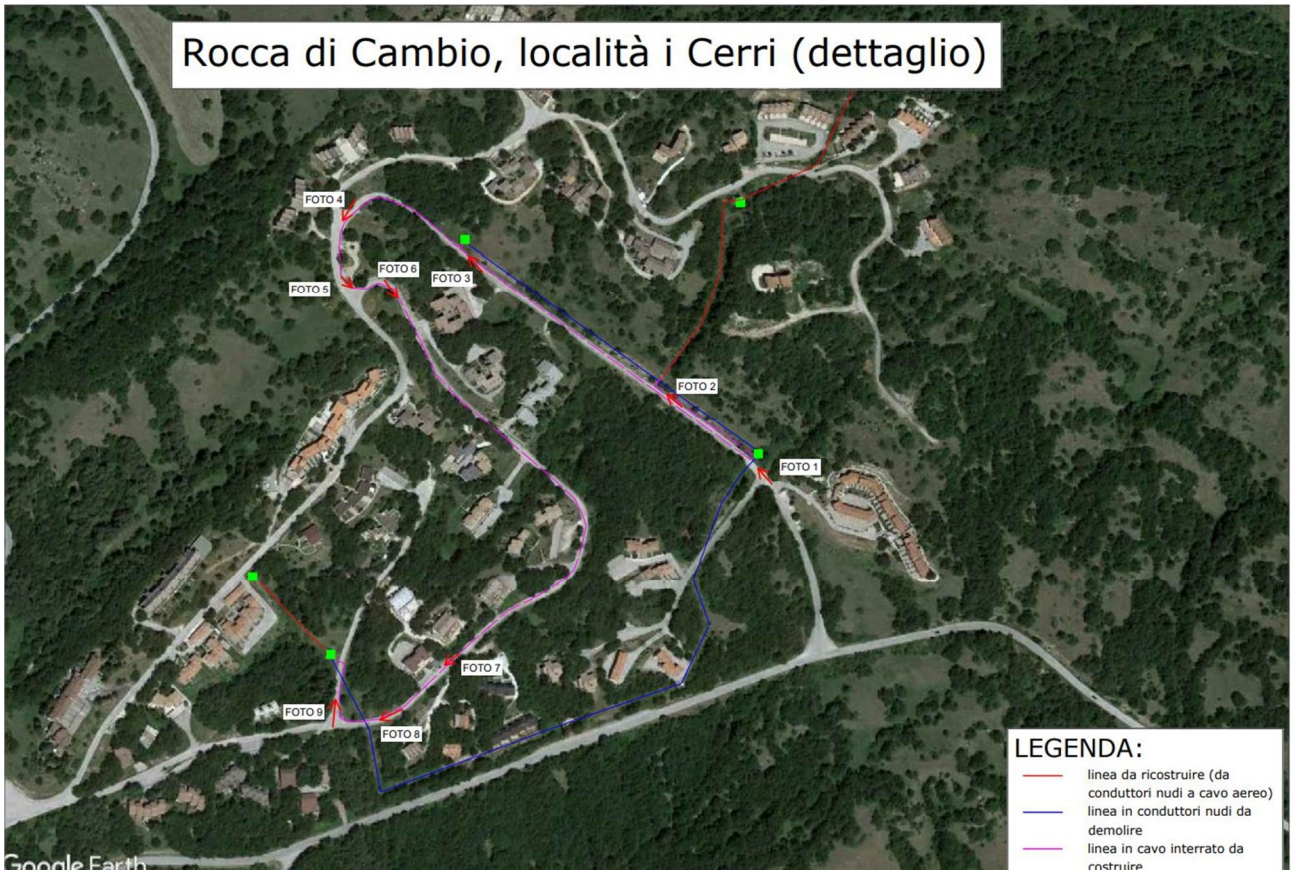 Rocca di Cambio, località i Cerri (dettaglio)
FOTO 4
FOTO 6
FOTO 3
FOTO 5
FOTO 2
FOTO 1
FOTO 7
FOTO 9
FOTO 8
LEGENDA:
linea da ricostruire (da
conduttori nudi a cavo aereo)
linea in conduttori nudi da
demolire
linea in cavo interrato da
costruire
Google Earth